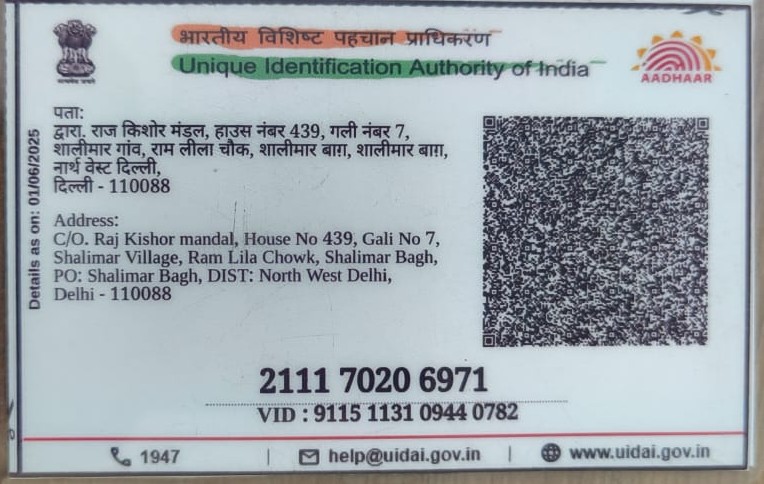 भारतीय विशिष्ट पहचान प्राधिकरण
Unique Identification Authority of India
AADHAAR
Details as on: 01/06/2025
पता:
द्वारा. राज किशोर मंडल, हाउस नंबर 439, गली नंबर 7,
शालीमार गांव, राम लीला चौक, शालीमार बाग़, शालीमार बाग़,
नार्थ वेस्ट दिल्ली,
दिल्ली - 110088
Address:
C/O. Raj Kishor mandal, House No 439, Gali No 7,
Shalimar Village, Ram Lila Chowk, Shalimar Bagh,
PO: Shalimar Bagh, DIST: North West Delhi,
Delhi - 110088
2111 7020 6971
VID : 9115 1131 0944 0782
1947 | help@uidai.gov.in | www.uidai.gov.in